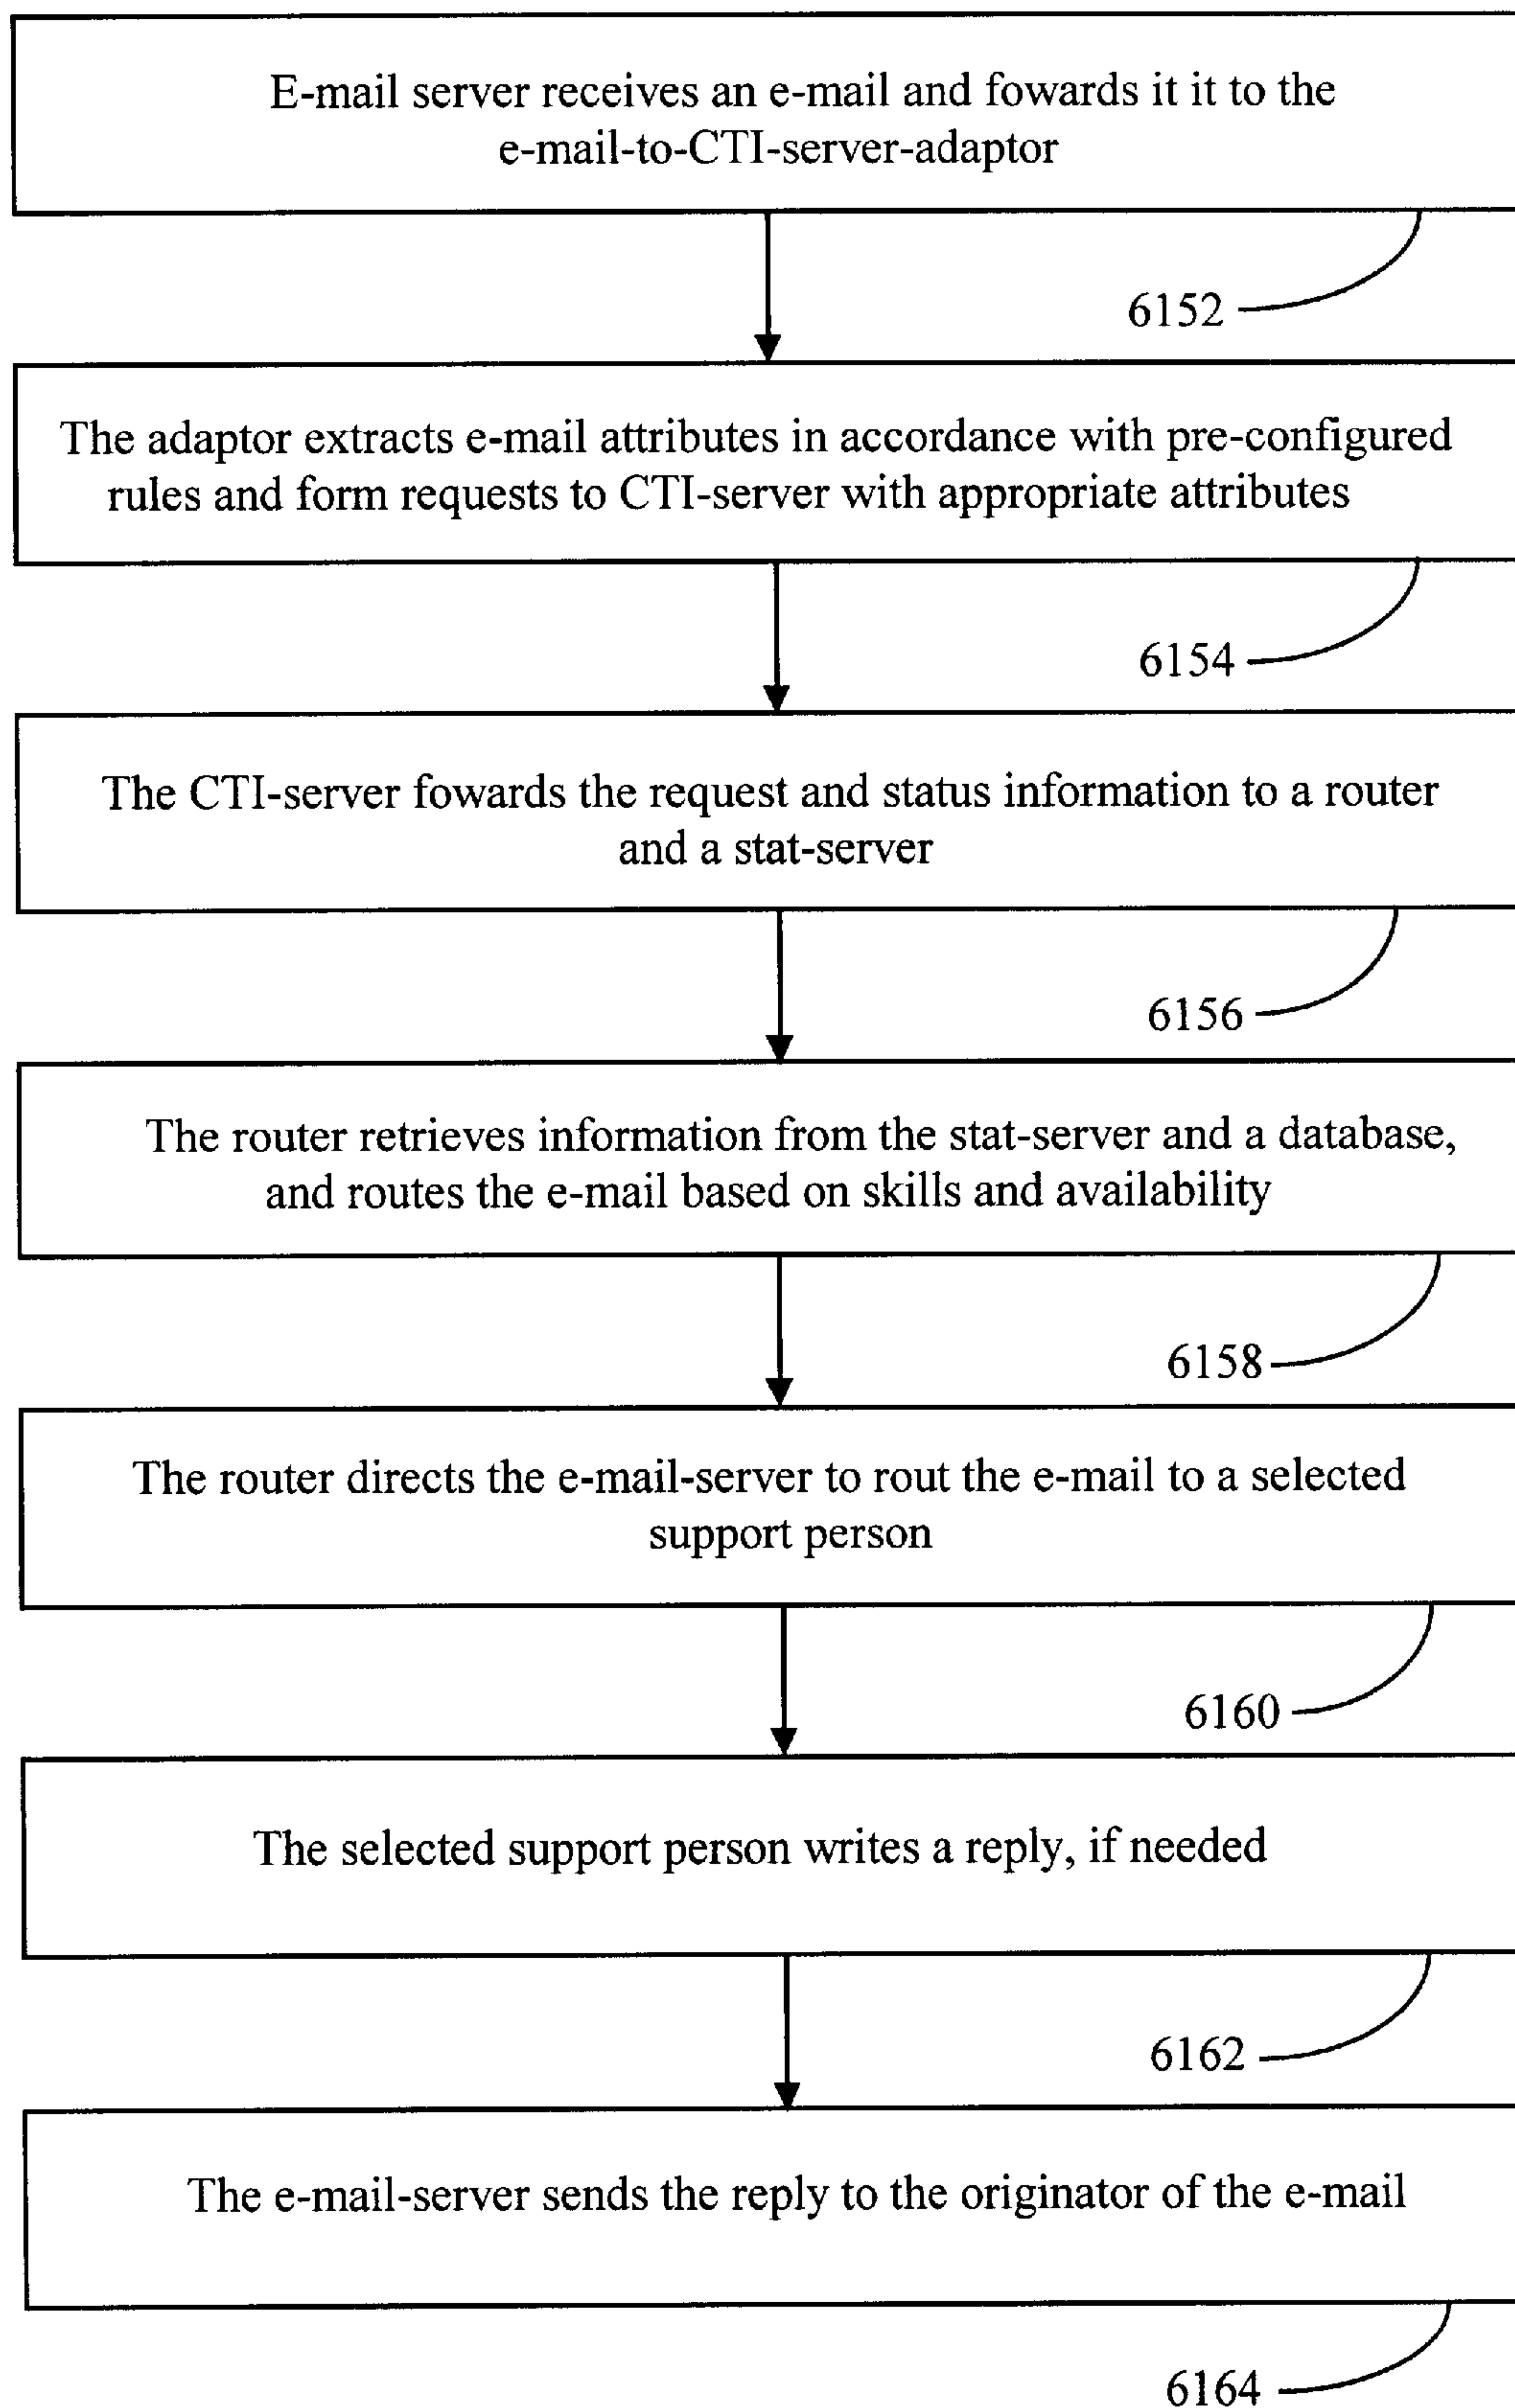 E-mail server receives an e-mail and fowards it it to the
e-mail-to-CTI-server-adaptor
6152
The adaptor extracts e-mail attributes in accordance with pre-configured
rules and form requests to CTI-server with appropriate attributes
6154
The CTI-server fowards the request and status information to a router
and a stat-server
6156
The router retrieves information from the stat-server and a database,
and routes the e-mail based on skills and availability
6158
The router directs the e-mail-server to rout the e-mail to a selected
support person
6160
The selected support person writes a reply, if needed
6162
The e-mail-server sends the reply to the originator of the e-mail
6164